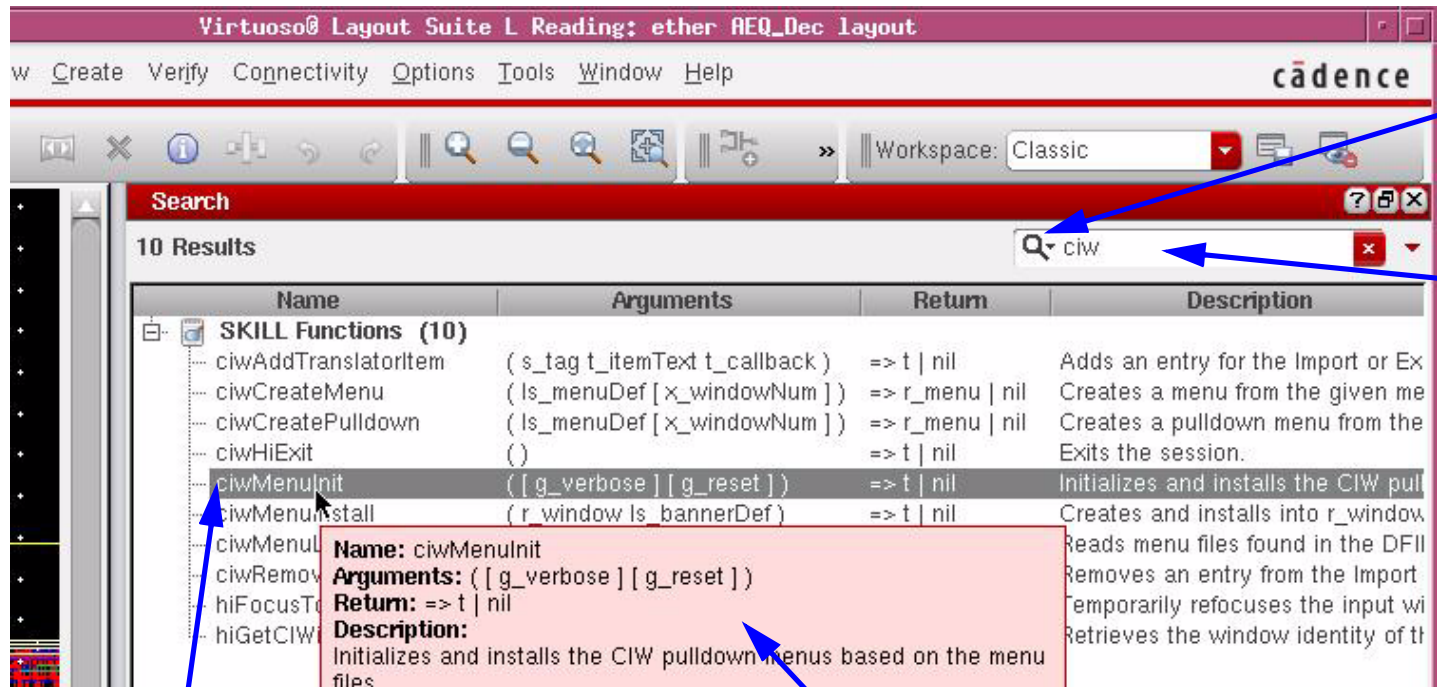 Virtuoso® Layout Suite L Reading: ether AEQ_Dec layout
w Create Verify Connectivity Options Tools Window Help cādence
» Workspace: Classic
Search
10 Results ciw
Name Arguments Return Description
SKILL Functions (10)
ciwAddTranslatorItem ( s_tag t_itemText t_callback ) => t | nil Adds an entry for the Import or Ex
ciwCreateMenu ( ls_menuDef [ x_windowNum ] ) => r_menu | nil Creates a menu from the given me
ciwCreatePulldown ( ls_menuDef [ x_windowNum ] ) => r_menu | nil Creates a pulldown menu from the
ciwHiExit ( ) => t | nil Exits the session.
ciwMenuInit ( [ g_verbose ] [ g_reset ] ) => t | nil Initializes and installs the CIW pull
ciwMenuInstall ( r_window ls_bannerDef ) => t | nil Creates and installs into r_window
ciwMenuL Reads menu files found in the DFII
ciwRemov Removes an entry from the Import
hiFocusTo Temporarily refocuses the input wi
hiGetCIWi Retrieves the window identity of th
Name: ciwMenuInit
Arguments: ( [ g_verbose ] [ g_reset ] )
Return: => t | nil
Description:
Initializes and installs the CIW pulldown menus based on the menu
files